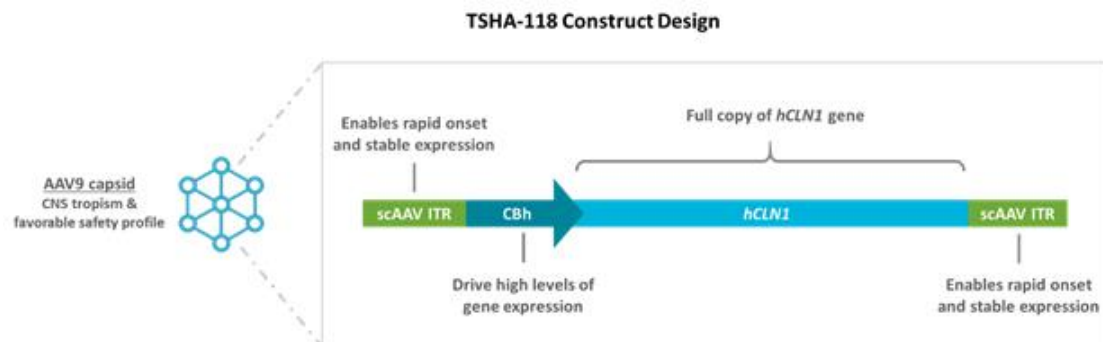 TSHA-118 Construct Design
Enables rapid onset
and stable expression
Full copy of hCLN1 gene
AAV9 capsid
CNS tropism &
favorable safety profile
scAAV ITR
CBh
hCLN1
scAAV ITR
Drive high levels of
gene expression
Enables rapid onset
and stable expression